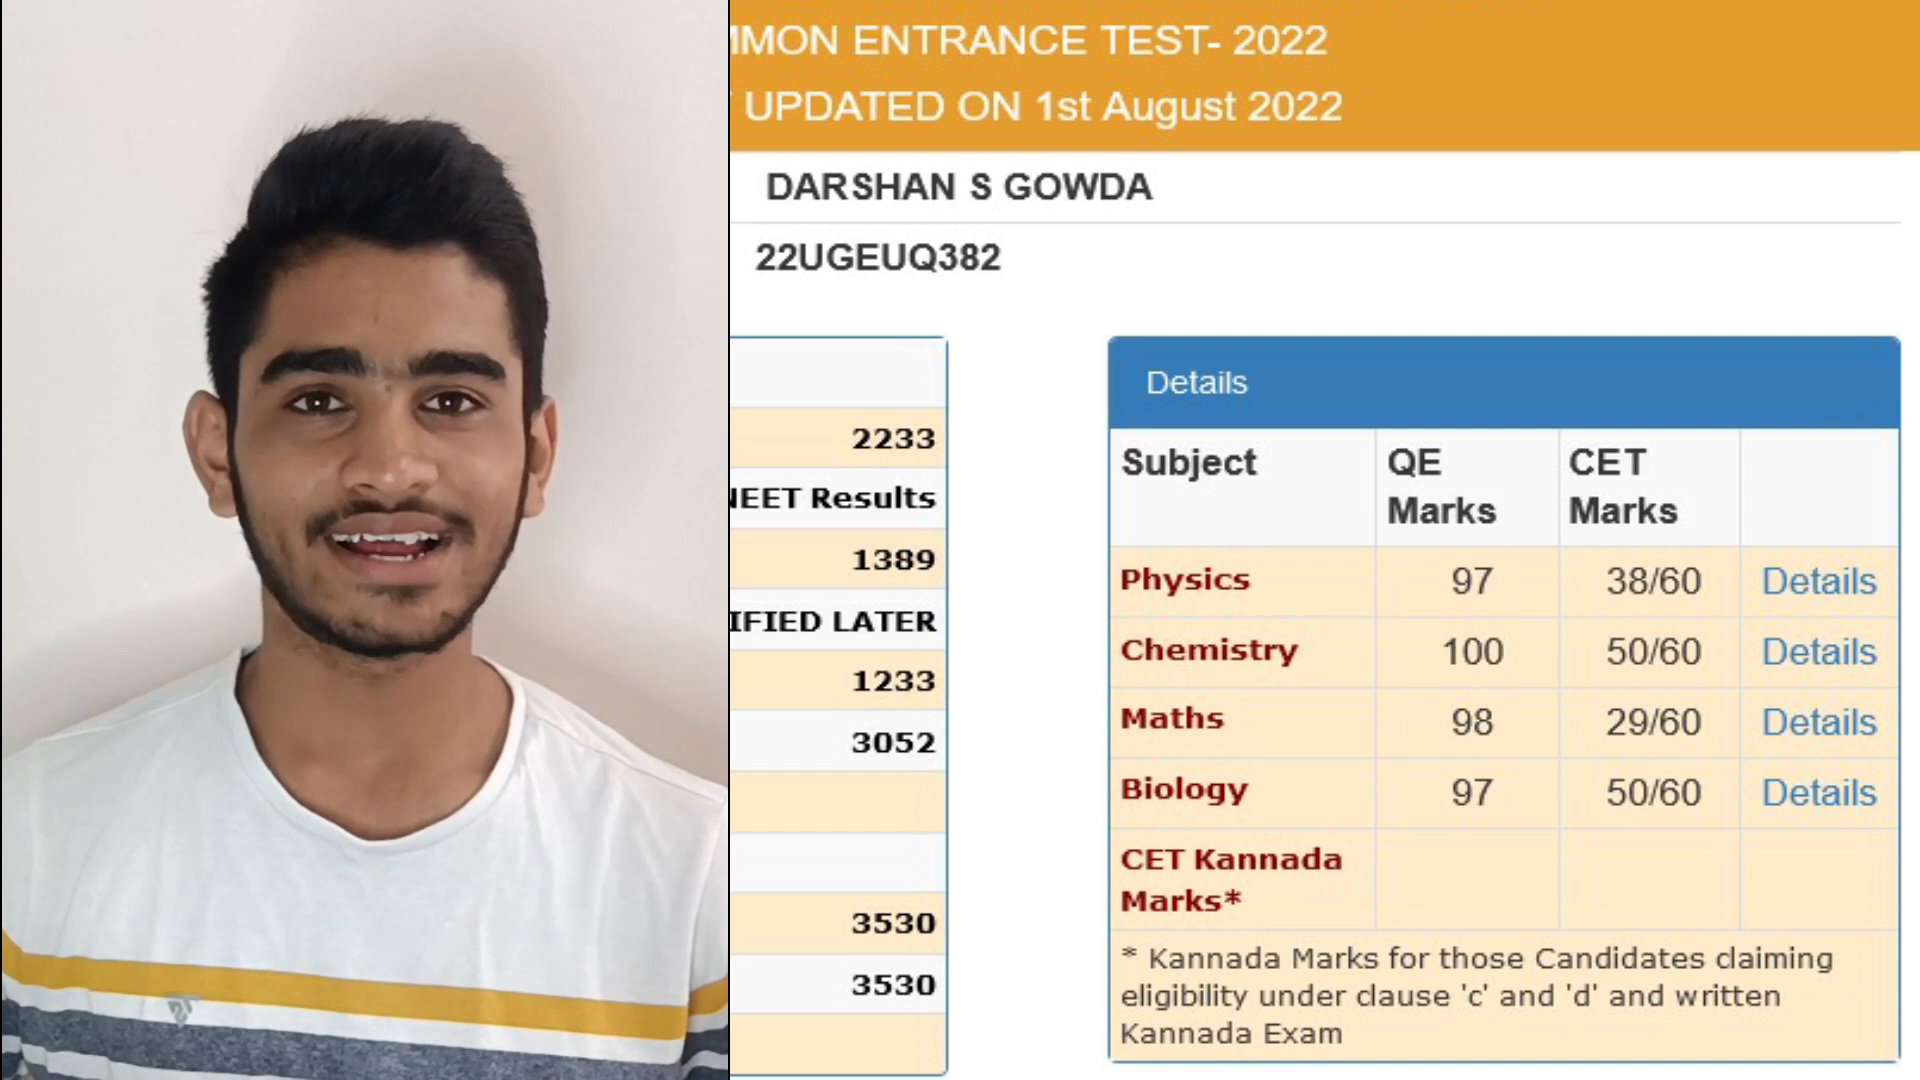 MMON ENTRANCE TEST- 2022
UPDATED ON 1st August 2022
DARSHAN S GOWDA
22UGEUQ382
2233
NEET Results
1389
IFIED LATER
1233
3052
3530
3530
Details
Subject QE Marks CET Marks
Physics 97 38/60 Details
Chemistry 100 50/60 Details
Maths 98 29/60 Details
Biology 97 50/60 Details
CET Kannada
Marks*
* Kannada Marks for those Candidates claiming
eligibility under clause 'c' and 'd' and written
Kannada Exam